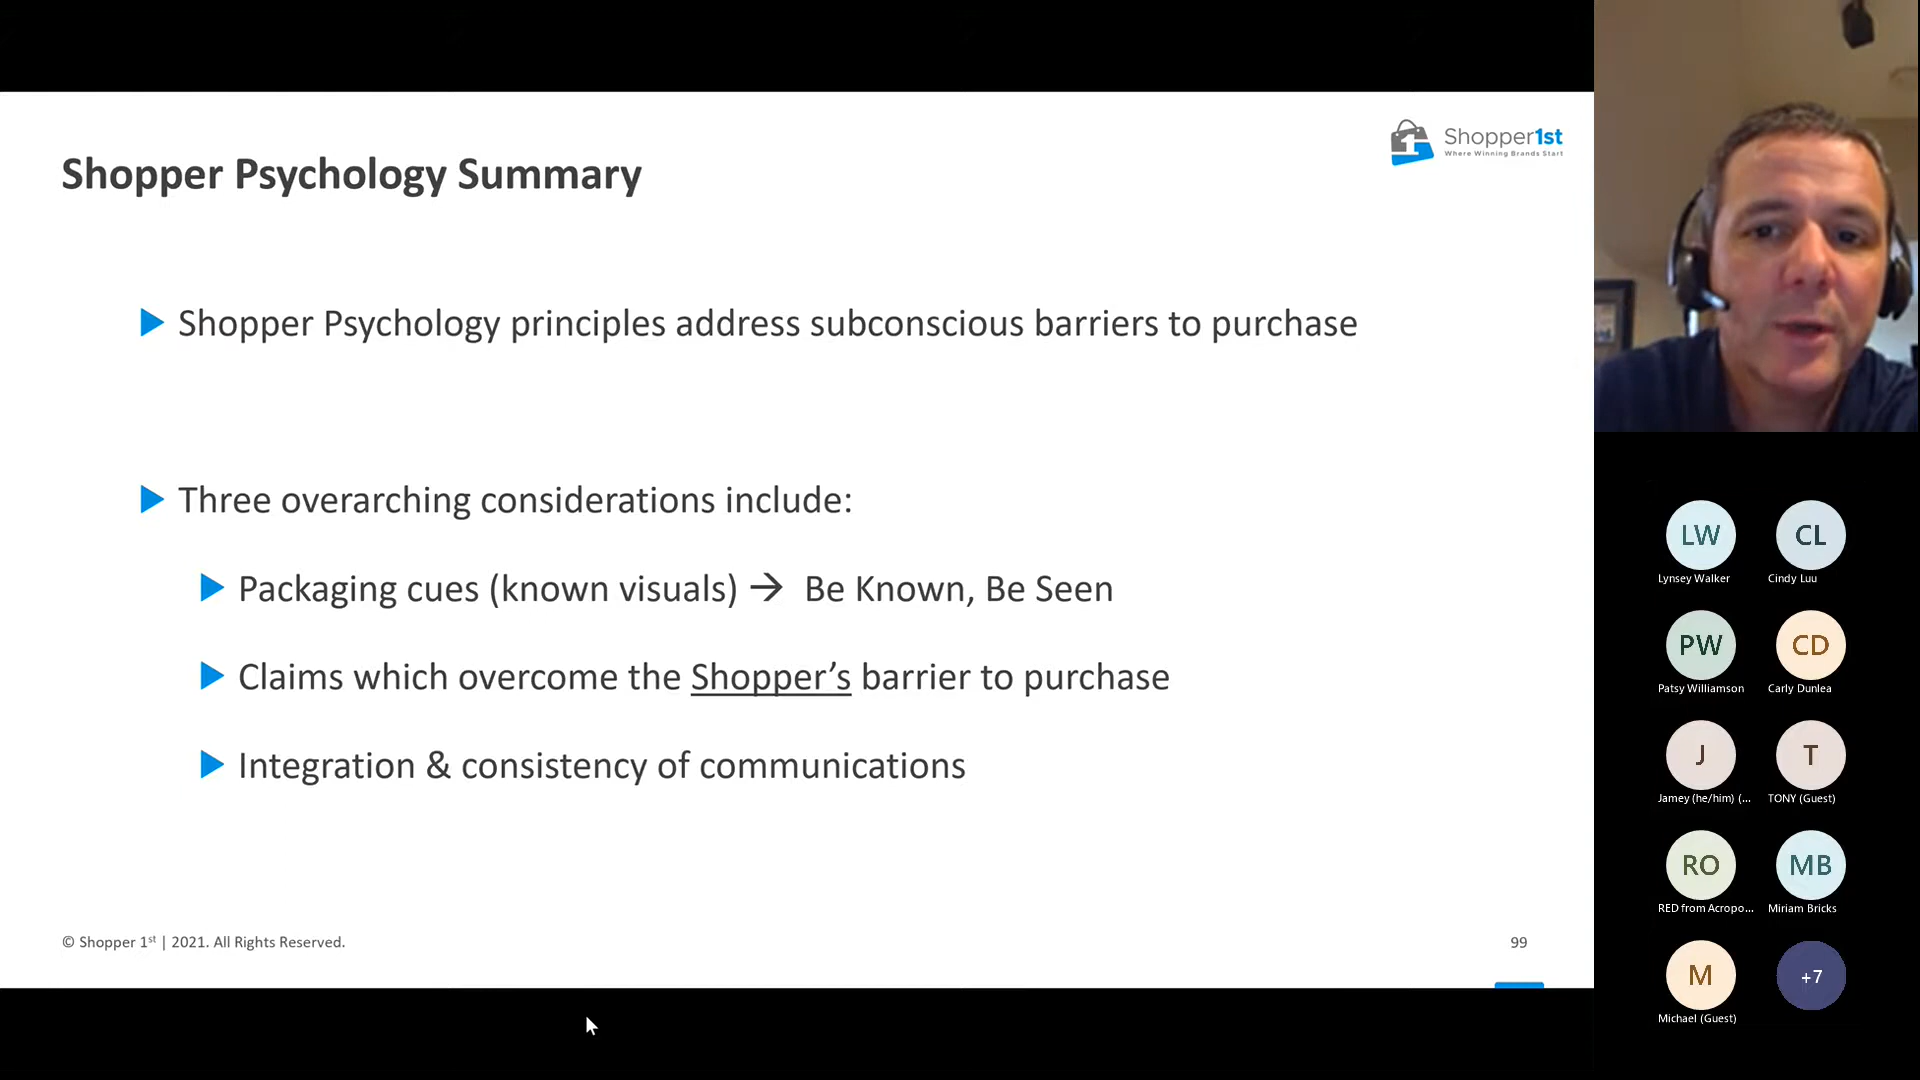 Shopper1st
Where Winning Brands Start
Shopper Psychology Summary
Shopper Psychology principles address subconscious barriers to purchase
Three overarching considerations include:
Packaging cues (known visuals) → Be Known, Be Seen
Claims which overcome the Shopper’s barrier to purchase
Integration & consistency of communications
© Shopper 1st | 2021. All Rights Reserved.
99
LW
CL
Lynsey Walker
Cindy Luu
PW
CD
Patsy Williamson
Carly Dunlea
J
T
Jamey (he/him) (...
TONY (Guest)
RO
MB
RED from Acropo...
Miriam Bricks
M
+7
Michael (Guest)